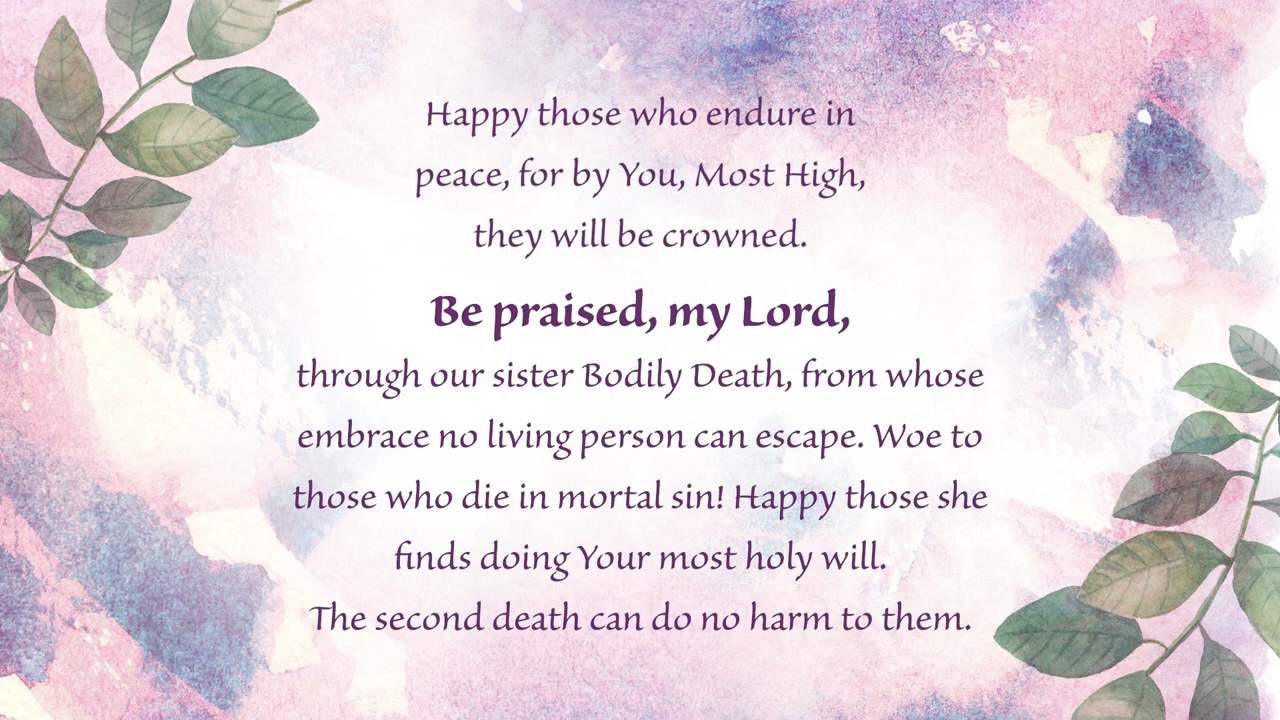 Happy those who endure in
peace, for by You, Most High,
they will be crowned.
Be praised, my Lord,
through our sister Bodily Death, from whose
embrace no living person can escape. Woe to
those who die in mortal sin! Happy those she
finds doing Your most holy will.
The second death can do no harm to them.